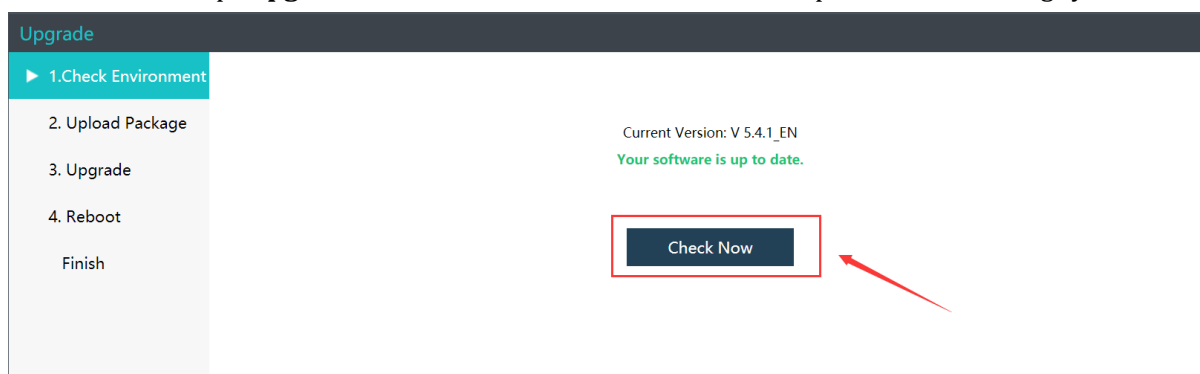 Upgrade
1.Check Environment
2. Upload Package
3. Upgrade
4. Reboot
Finish
Current Version: V 5.4.1_EN
Your software is up to date.
Check Now